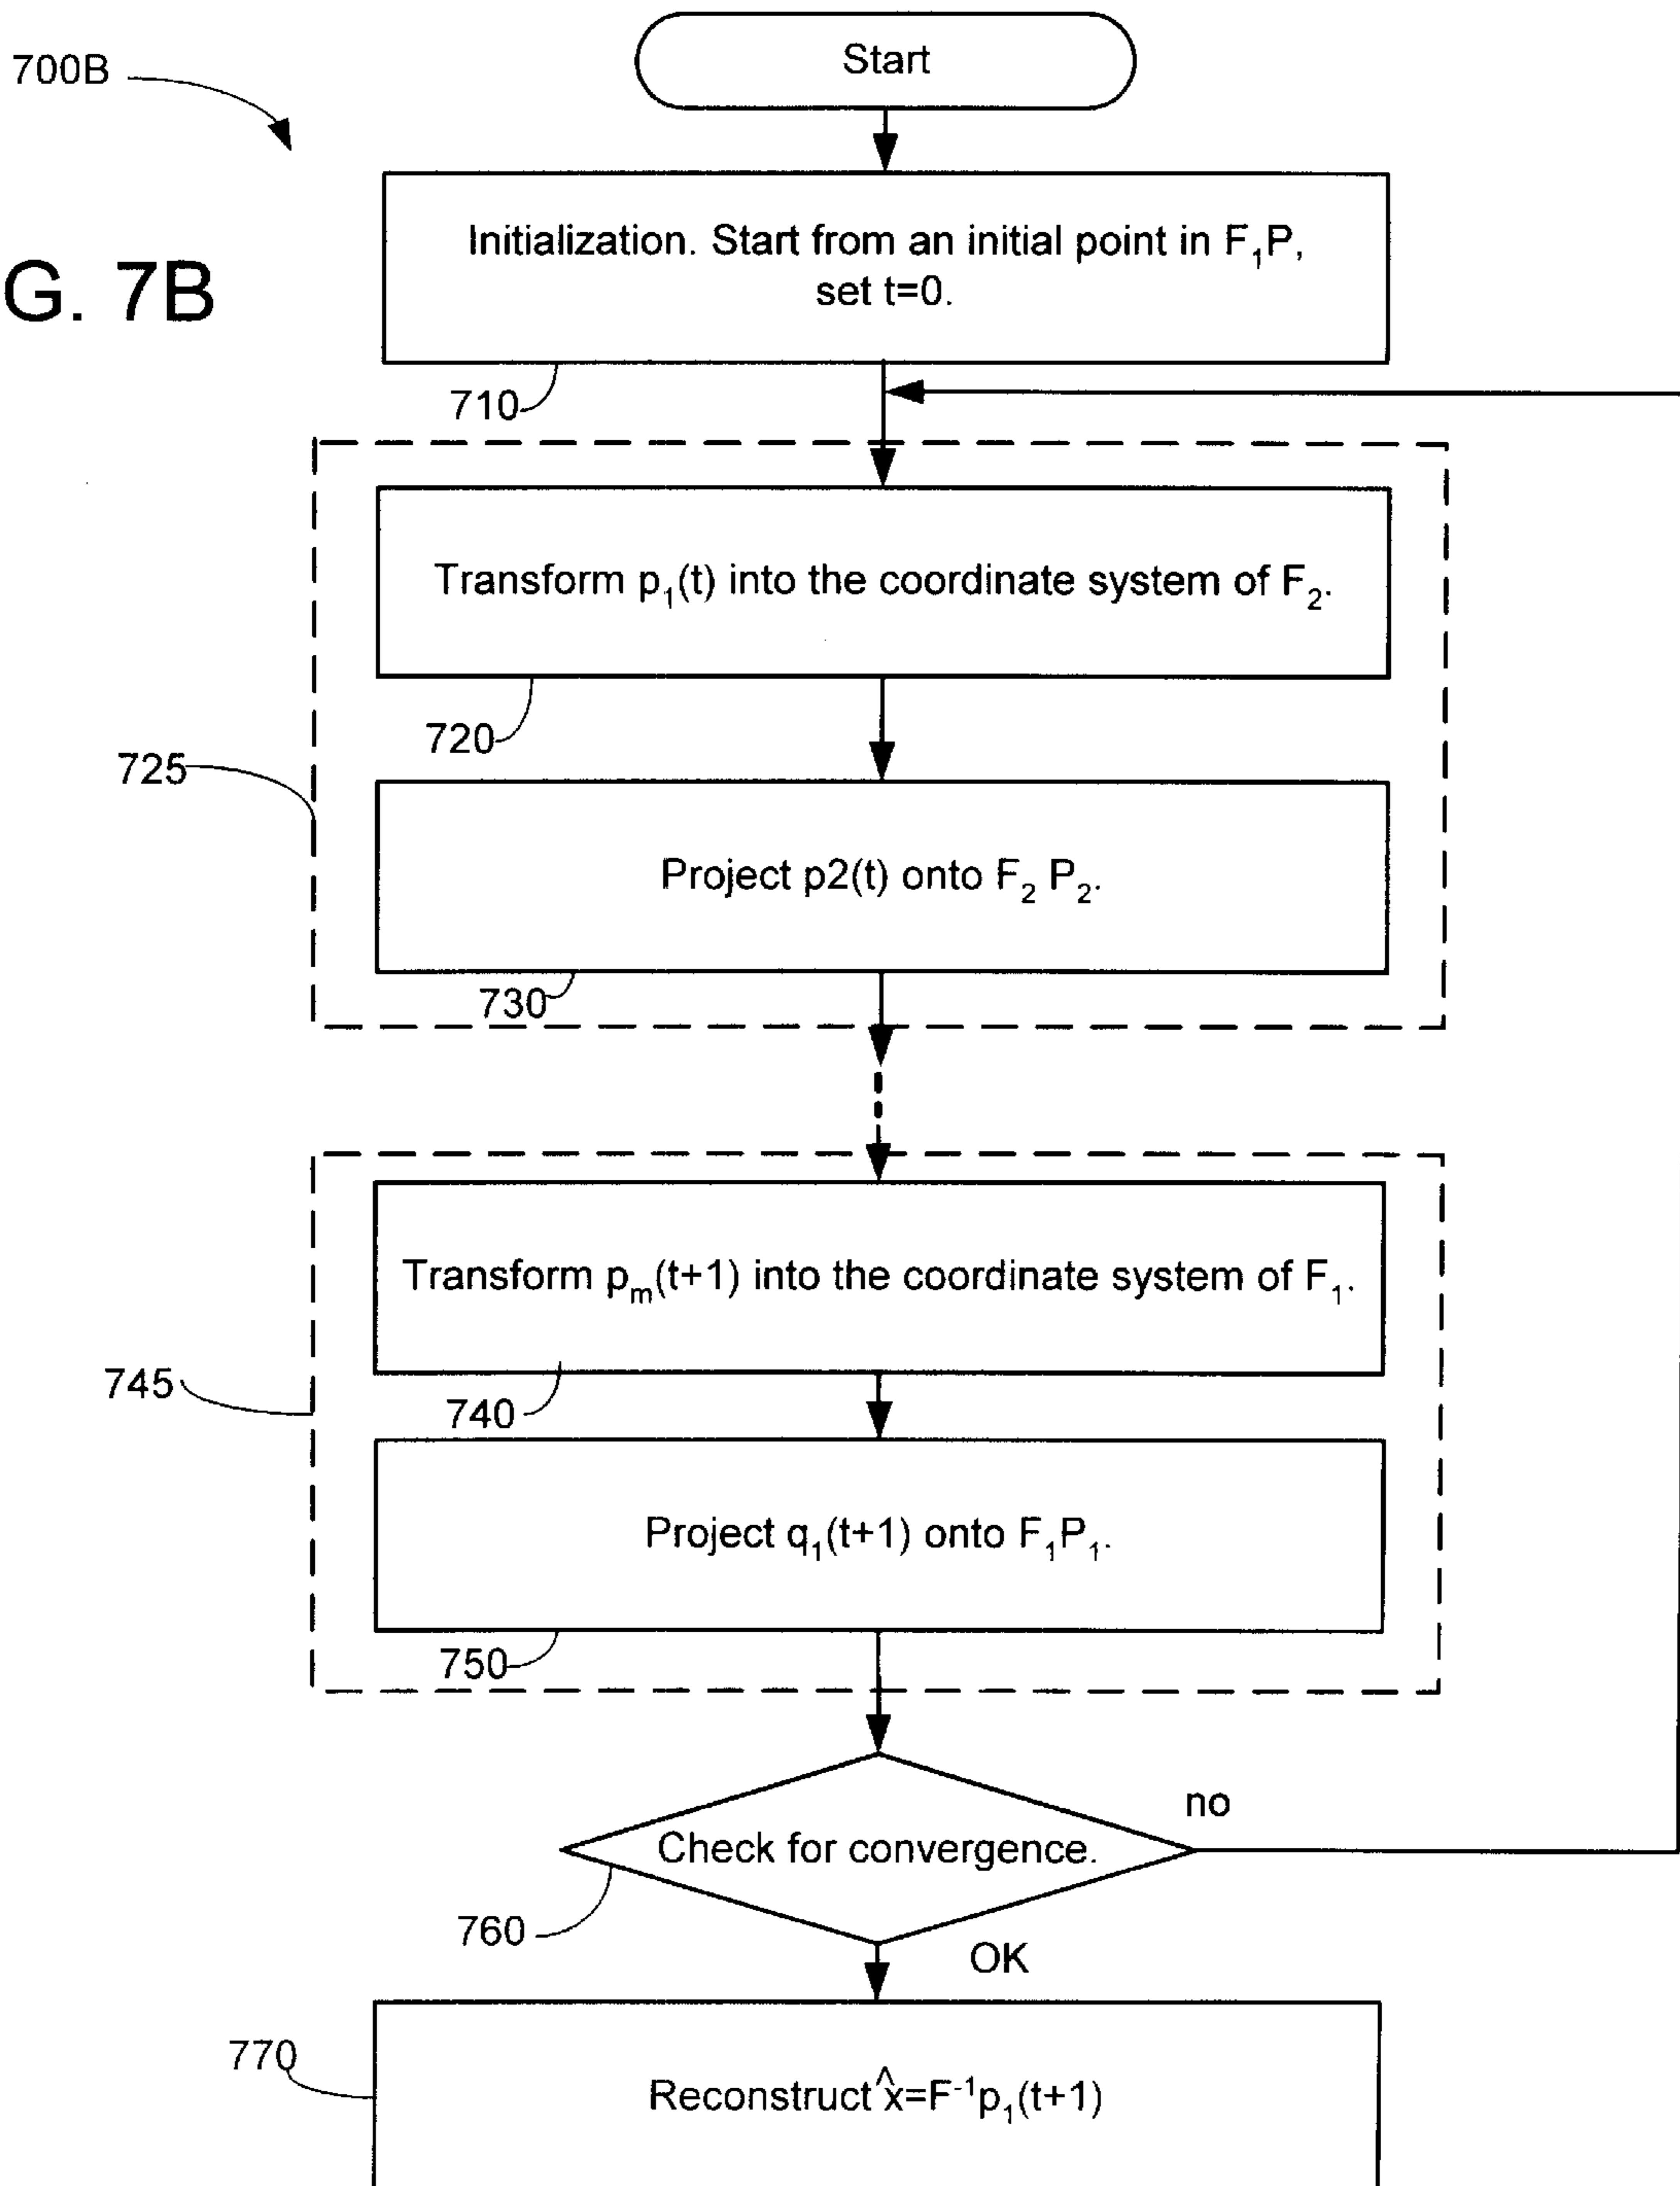 700B
Start
G. 7B
Initialization. Start from an initial point in F₁P,
set t=0.
710
Transform p₁(t) into the coordinate system of F₂.
720
725
Project p2(t) onto F₂ P₂.
730
Transform pₘ(t+1) into the coordinate system of F₁.
740
745
Project q₁(t+1) onto F₁P₁.
750
no
Check for convergence.
760
OK
770
Reconstruct x̂=F⁻¹p₁(t+1)